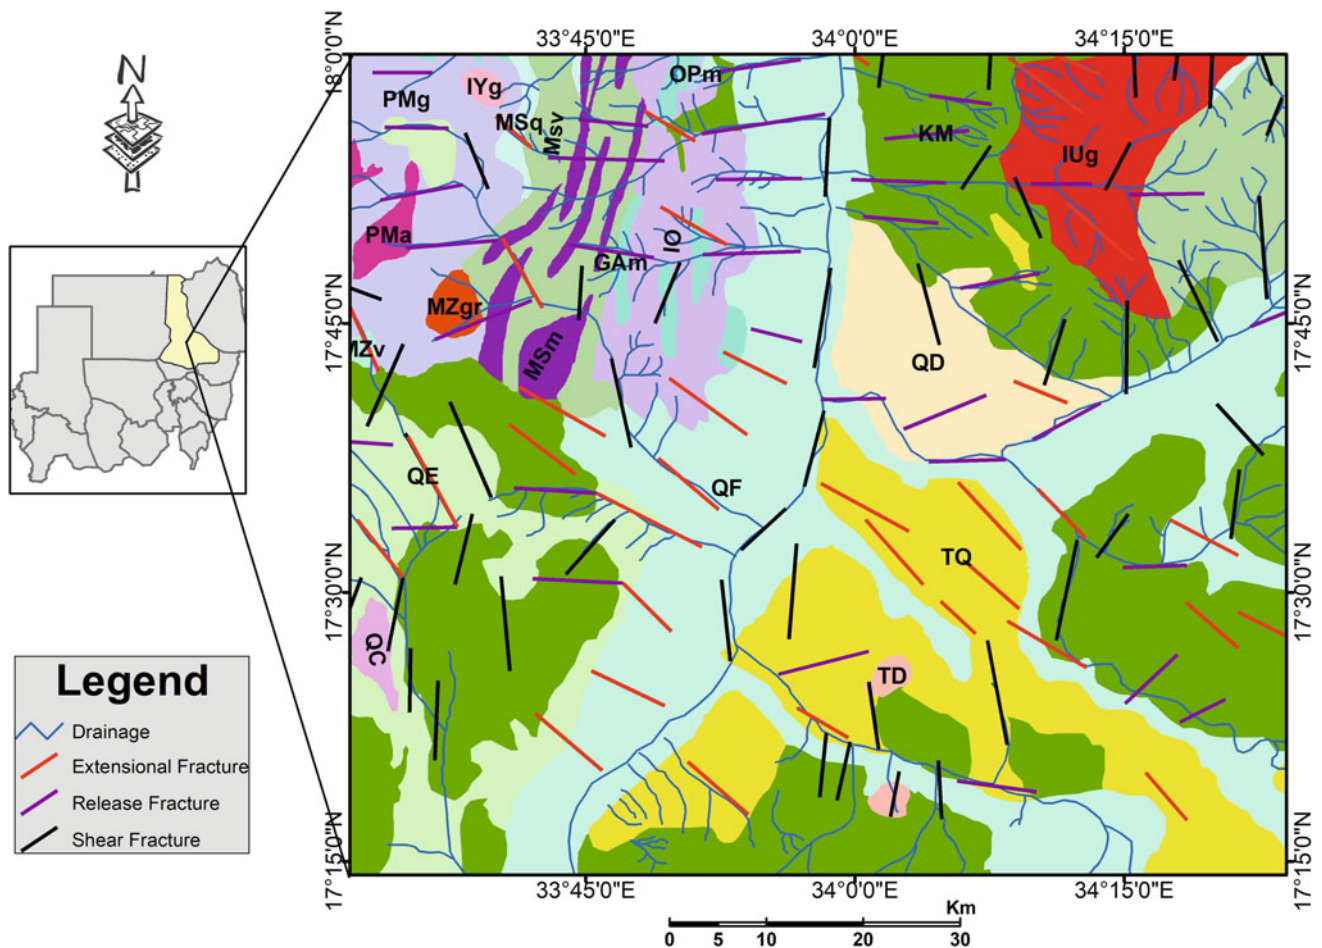 33°45'0"E 34°0'0"E 34°15'0"E
N
18°0'0"N
OPm
PMg
IYg
MSq
Msv
KM
IUg
PMa
IO
GAm
MZgr
17°45'0"N
17°45'0"N
MZv
MSm
QD
QE
QF
TQ
17°30'0"N
17°30'0"N
QC
TD
Legend
Drainage
Extensional Fracture
Release Fracture
Shear Fracture
17°15'0"N
17°15'0"N
33°45'0"E 34°0'0"E 34°15'0"E
Km
0 5 10 20 30